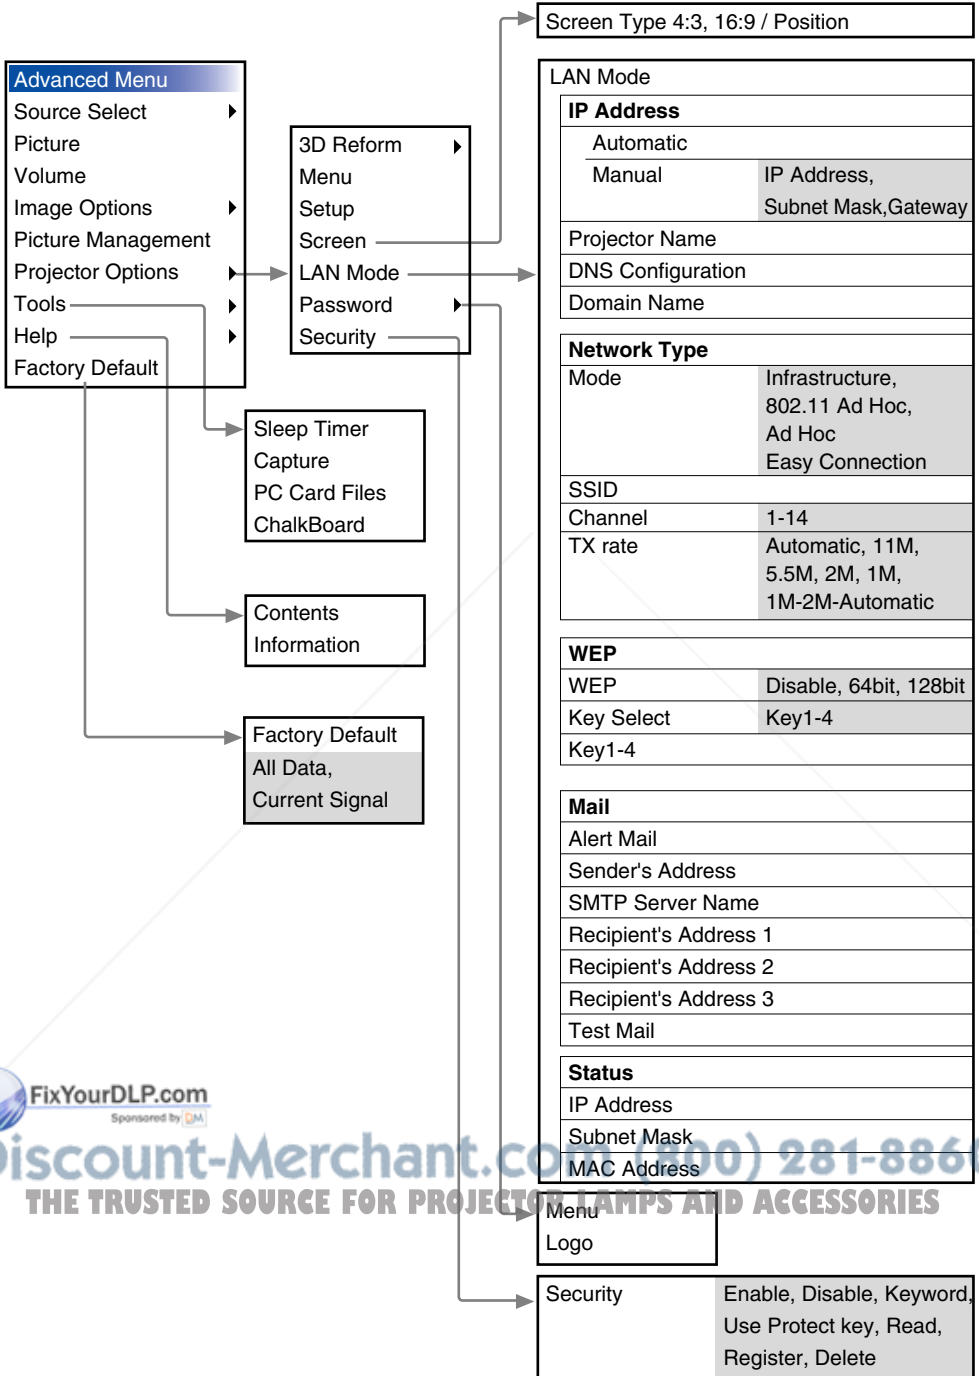 Screen Type 4:3, 16:9 / Position
Advanced Menu
Source Select
Picture
Volume
Image Options
Picture Management
Projector Options
Tools
Help
Factory Default
3D Reform
Menu
Setup
Screen
LAN Mode
Password
Security
Sleep Timer
Capture
PC Card Files
ChalkBoard
Contents
Information
Factory Default
All Data,
Current Signal
LAN Mode
IP Address
Automatic
Manual IP Address,
Subnet Mask,Gateway
Projector Name
DNS Configuration
Domain Name
Network Type
Mode Infrastructure,
802.11 Ad Hoc,
Ad Hoc
Easy Connection
SSID
Channel 1-14
TX rate Automatic, 11M,
5.5M, 2M, 1M,
1M-2M-Automatic
WEP
WEP Disable, 64bit, 128bit
Key Select Key1-4
Key1-4
Mail
Alert Mail
Sender's Address
SMTP Server Name
Recipient's Address 1
Recipient's Address 2
Recipient's Address 3
Test Mail
Status
IP Address
Subnet Mask
MAC Address
Menu
Logo
Security Enable, Disable, Keyword,
Use Protect key, Read,
Register, Delete
FixYourDLP.com
Sponsored by DM
Discount-Merchant.com (800) 281-886
THE TRUSTED SOURCE FOR PROJECTOR LAMPS AND ACCESSORIES